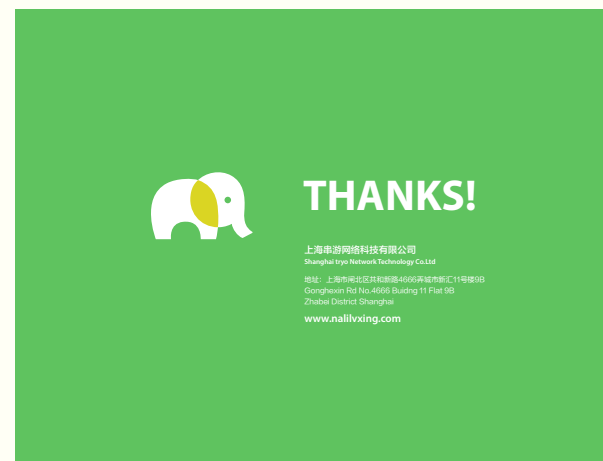 THANKS!
上海串游网络科技有限公司
Shanghai tryo Network Technology Co.Ltd
地址：上海市闸北区共和新路4666弄城市新汇11号楼9B
Gonghexin Rd No.4666 Buidng 11 Flat 9B
Zhabei District Shanghai
www.nalilvxing.com